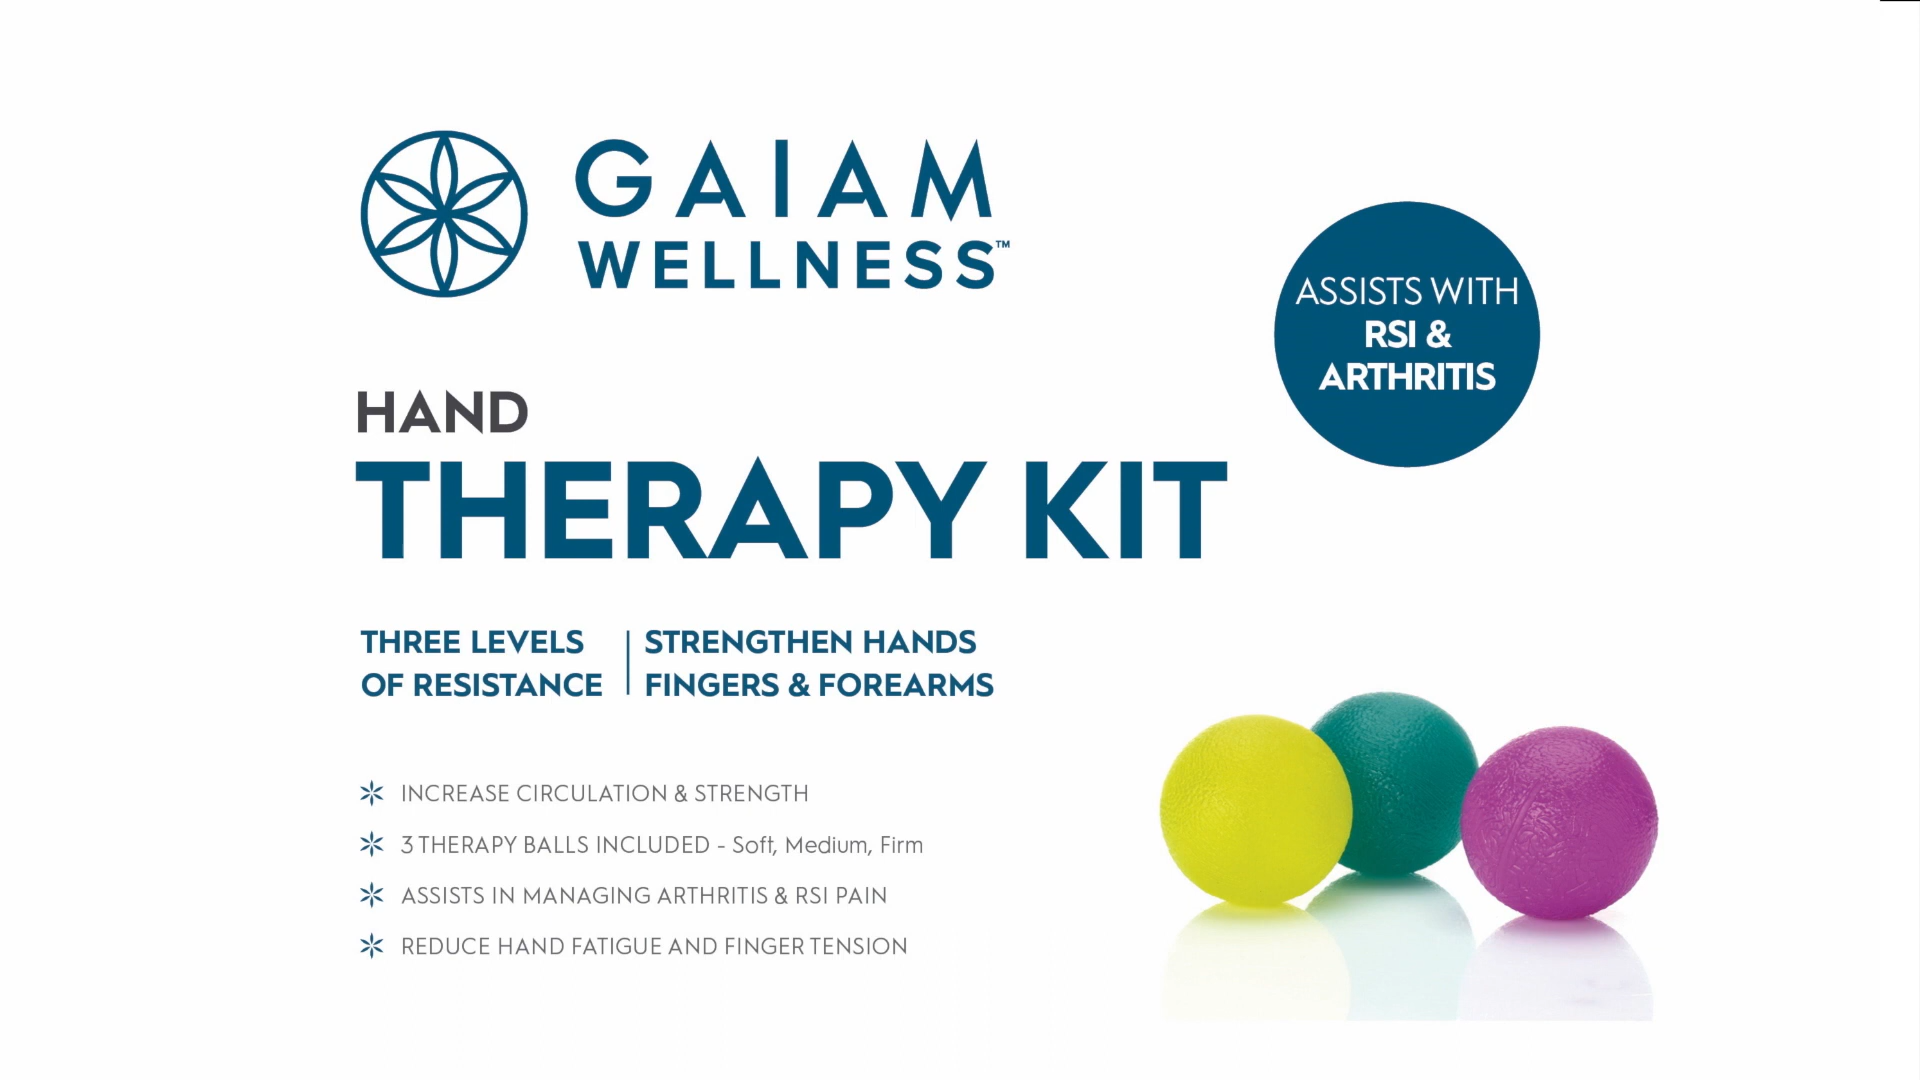 GAIAM
WELLNESS™
ASSISTS WITH
RSI &
ARTHRITIS
HAND
THERAPY KIT
THREE LEVELS
OF RESISTANCE
STRENGTHEN HANDS
FINGERS & FOREARMS
INCREASE CIRCULATION & STRENGTH
3 THERAPY BALLS INCLUDED - Soft, Medium, Firm
ASSISTS IN MANAGING ARTHRITIS & RSI PAIN
REDUCE HAND FATIGUE AND FINGER TENSION